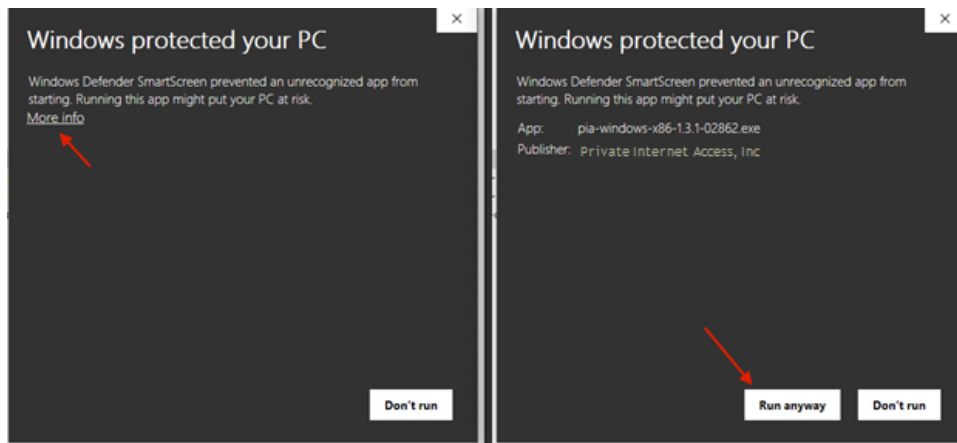 Windows protected your PC
Windows Defender SmartScreen prevented an unrecognized app from
starting. Running this app might put your PC at risk.
More info
Don't run
Windows protected your PC
Windows Defender SmartScreen prevented an unrecognized app from
starting. Running this app might put your PC at risk.
App: pia-windows-x86-1.3.1-02862.exe
Publisher: Private Internet Access, Inc
Run anyway Don't run